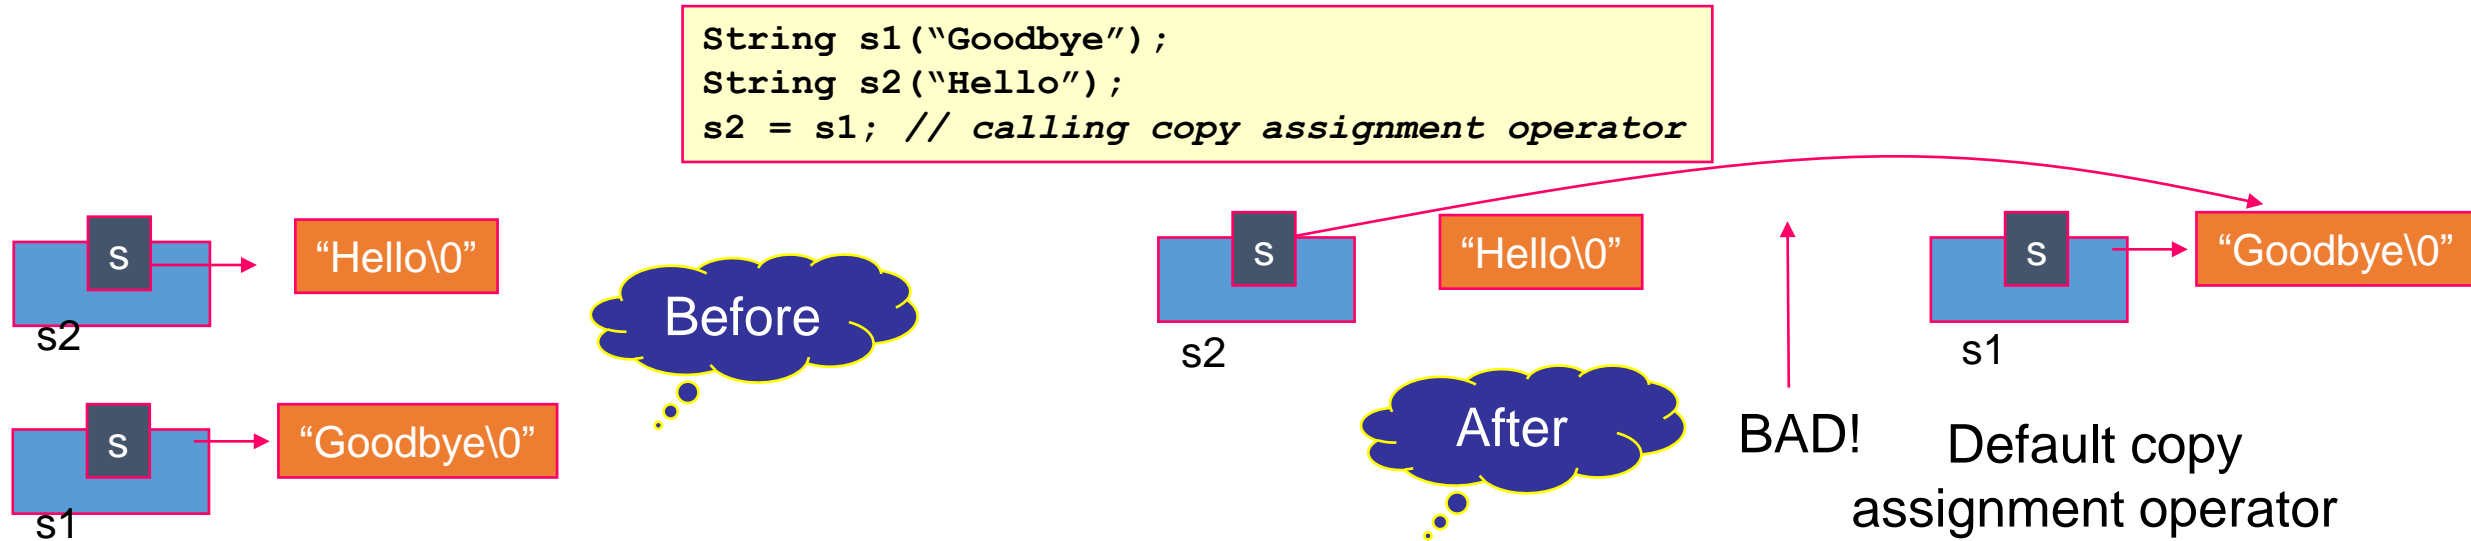 String s1(“Goodbye”);
String s2(“Hello”);
s2 = s1; // calling copy assignment operator
s
“Hello\0”
s2
Before
s
“Goodbye\0”
s1
s
“Hello\0”
s2
s
“Goodbye\0”
s1
After
BAD!
Default copy
assignment operator